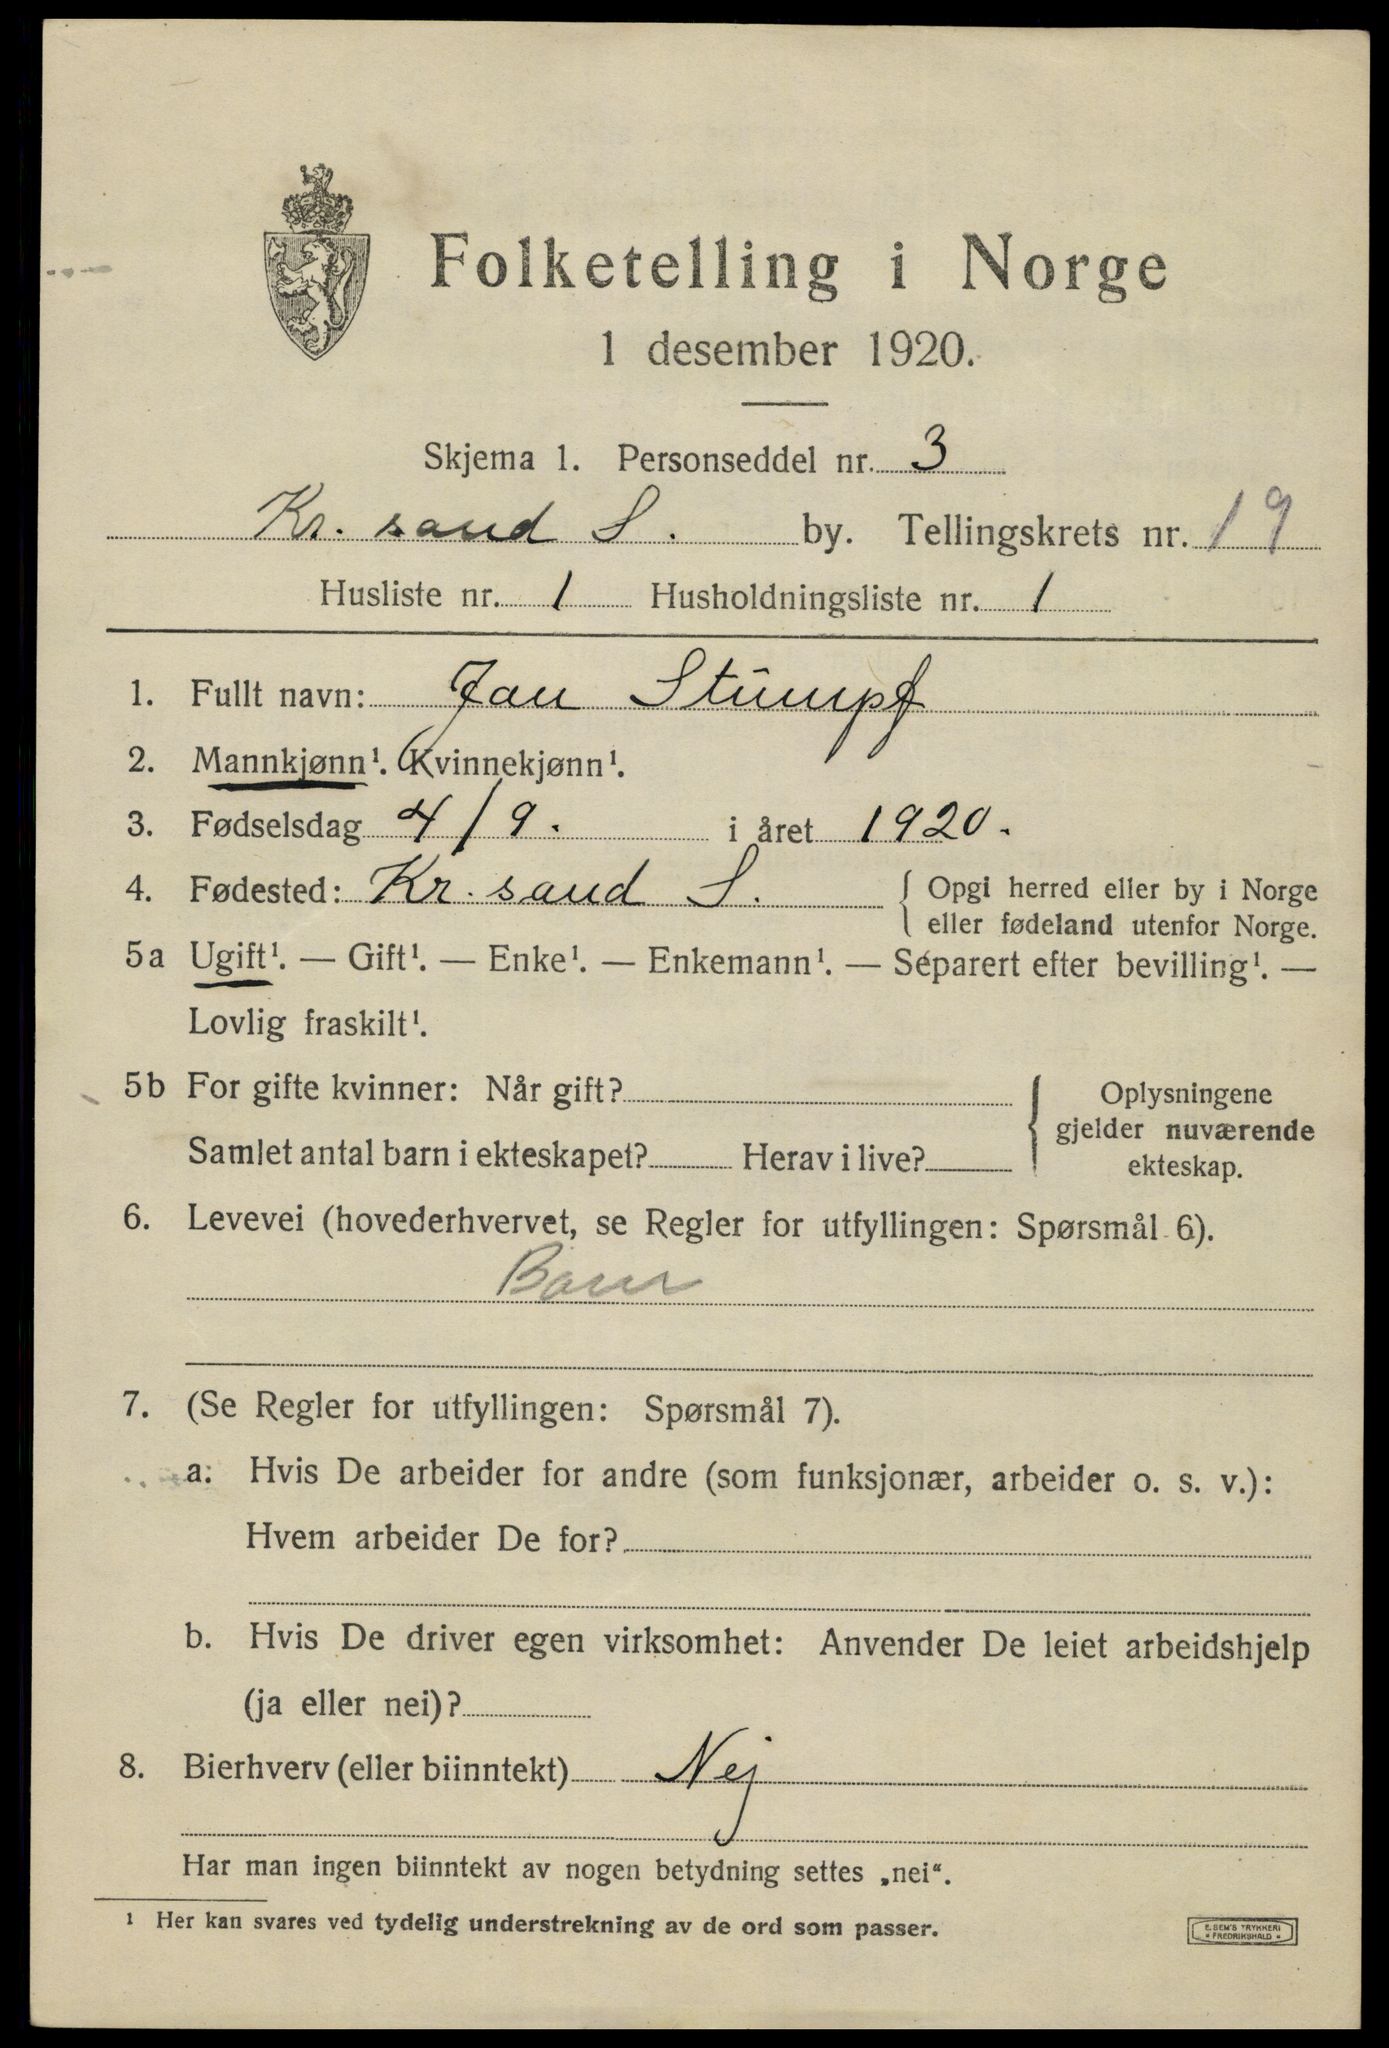 Folketelling i Norge
1 desember 1920.
Skjema 1. Personseddel nr. 3
Kr. sand S. by. Tellingskrets nr. 19
Husliste nr. 1 Husholdningsliste nr. 1
1. Fullt navn: Jan Stumpf
2. Mannkjønn¹. Kvinnekjønn¹.
3. Fødselsdag 4/9. i året 1920.
4. Fødested: Kr. sand S. { Opgi herred eller by i Norge
eller fødeland utenfor Norge.
5a Ugift¹. — Gift¹. — Enke¹. — Enkemann¹. — Separert efter bevilling¹. —
Lovlig fraskilt¹.
5b For gifte kvinner: Når gift? { Oplysningene
gjelder nuværende
Samlet antal barn i ekteskapet? Herav i live? ekteskap.
6. Levevei (hovederhvervet, se Regler for utfyllingen: Spørsmål 6).
Barn
7. (Se Regler for utfyllingen: Spørsmål 7).
a: Hvis De arbeider for andre (som funksjonær, arbeider o. s. v.):
Hvem arbeider De for?
b. Hvis De driver egen virksomhet: Anvender De leiet arbeidshjelp
(ja eller nei)?
8. Bierhverv (eller biinntekt) Nej
Har man ingen biinntekt av nogen betydning settes „nei“.
¹ Her kan svares ved tydelig understrekning av de ord som passer.
E. SEM'S TRYKKERI
* FREDRIKSHALD *